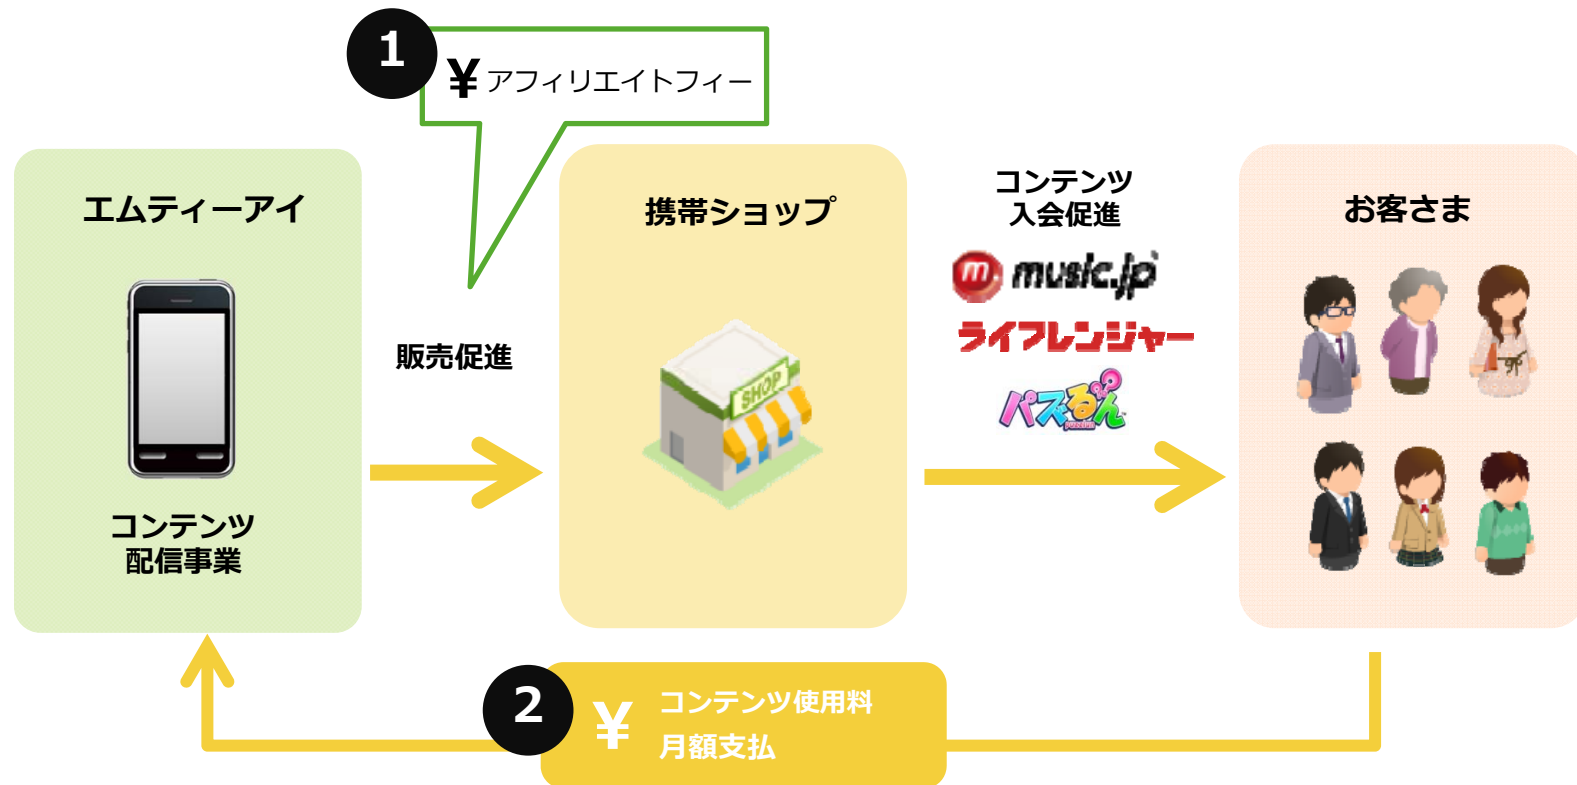 1
¥ アフィリエイトフィー
エムティーアイ
コンテンツ
配信事業
販売促進
携帯ショップ
SHOP
コンテンツ
入会促進
m. music.jp
ライフレンジャー
パズるん
お客さま
2
¥
コンテンツ使用料
月額支払